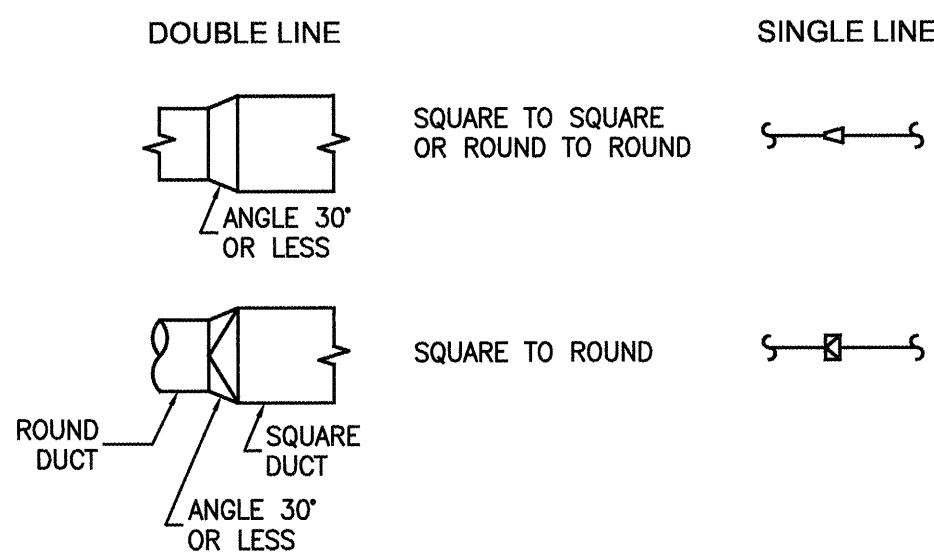 DOUBLE LINE
SINGLE LINE
SQUARE TO SQUARE
OR ROUND TO ROUND
ANGLE 30°
OR LESS
SQUARE TO ROUND
ROUND
DUCT
SQUARE
DUCT
ANGLE 30°
OR LESS